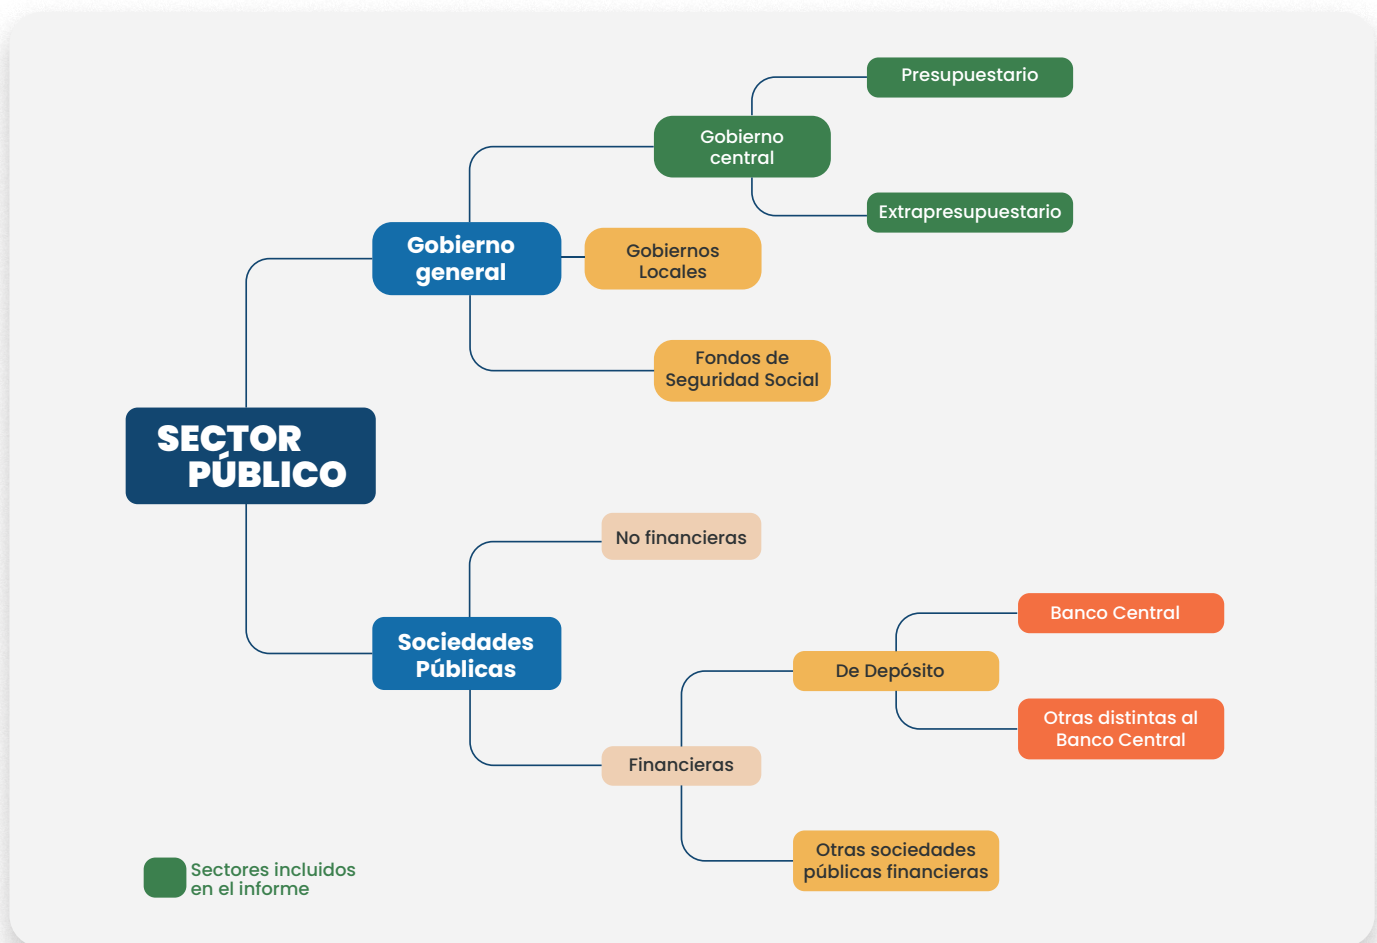 Presupuestario
Gobierno
central
Extrapresupuestario
Gobierno
general
Gobiernos
Locales
Fondos de
Seguridad Social
SECTOR
PÚBLICO
No financieras
Sociedades
Públicas
Financieras
De Depósito
Banco Central
Otras distintas al
Banco Central
Otras sociedades
públicas financieras
Sectores incluidos
en el informe